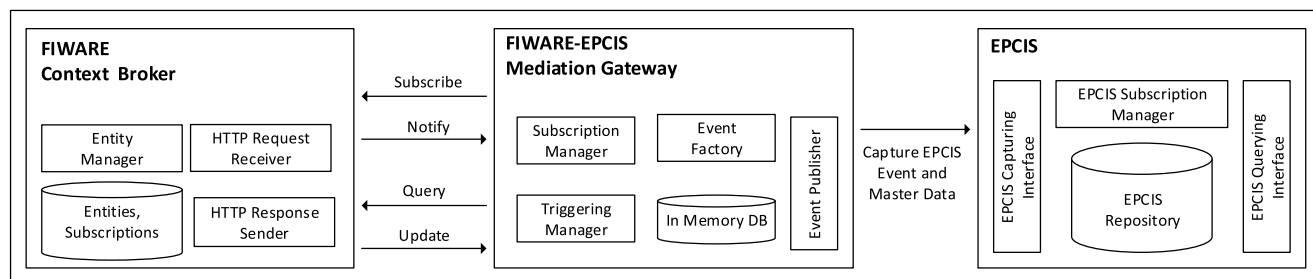 FIWARE
Context Broker
Entity
Manager
HTTP Request
Receiver
Entities,
Subscriptions
HTTP Response
Sender
Subscribe
Notify
Query
Update
FIWARE-EPCIS
Mediation Gateway
Subscription
Manager
Event
Factory
Triggering
Manager
In Memory DB
Event Publisher
Capture EPCIS
Event and
Master Data
EPCIS
EPCIS Capturing
Interface
EPCIS Subscription
Manager
EPCIS
Repository
EPCIS Querying
Interface